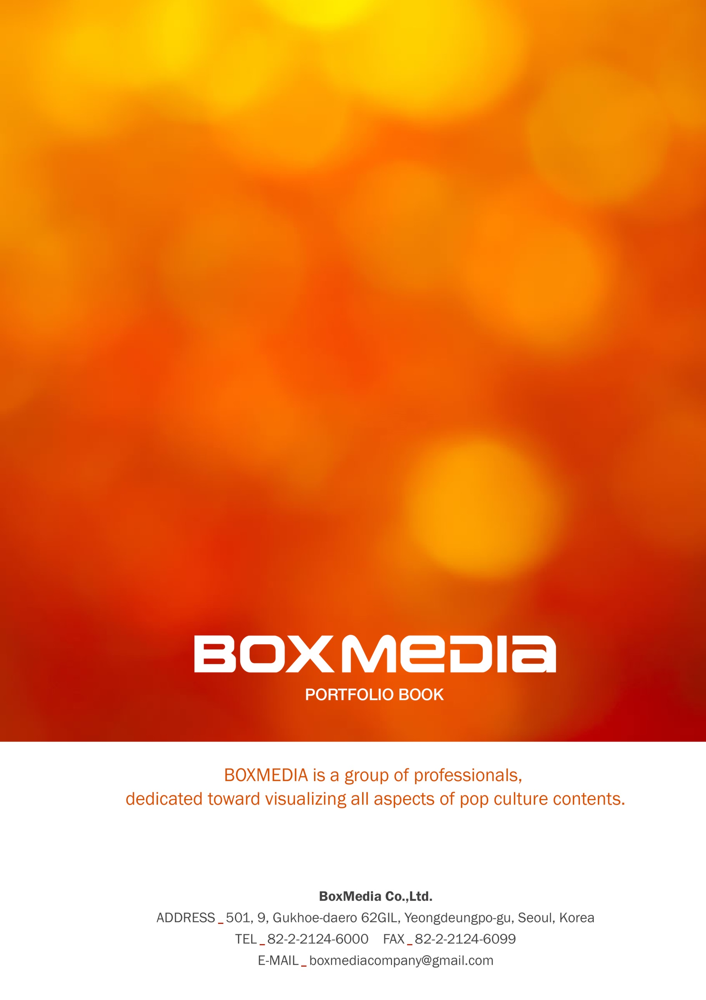 BOXMEDIA
PORTFOLIO BOOK
BOXMEDIA is a group of professionals,
dedicated toward visualizing all aspects of pop culture contents.
BoxMedia Co.,Ltd.
ADDRESS _ 501, 9, Gukhoe-daero 62GIL, Yeongdeungpo-gu, Seoul, Korea
TEL _ 82-2-2124-6000 FAX _ 82-2-2124-6099
E-MAIL _ boxmediacompany@gmail.com